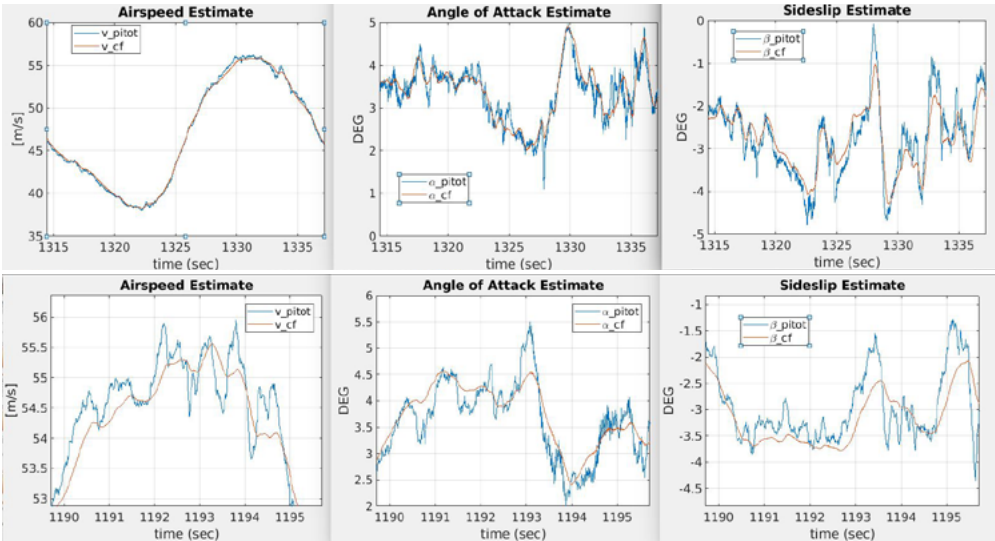 Airspeed Estimate
60
55
50
45
40
35
[m/s]
v_pitot
v_cf
1315 1320 1325 1330 1335
time (sec)
Angle of Attack Estimate
5
4
3
2
1
0
DEG
α_pitot
α_cf
1315 1320 1325 1330 1335
time (sec)
Sideslip Estimate
0
-1
-2
-3
-4
-5
DEG
β_pitot
β_cf
1315 1320 1325 1330 1335
time (sec)
Airspeed Estimate
56
55.5
55
54.5
54
53.5
53
[m/s]
v_pitot
v_cf
1190 1191 1192 1193 1194 1195
time (sec)
Angle of Attack Estimate
6
5.5
5
4.5
4
3.5
3
2.5
2
DEG
α_pitot
α_cf
1190 1191 1192 1193 1194 1195
time (sec)
Sideslip Estimate
-1
-1.5
-2
-2.5
-3
-3.5
-4
-4.5
DEG
β_pitot
β_cf
1190 1191 1192 1193 1194 1195
time (sec)